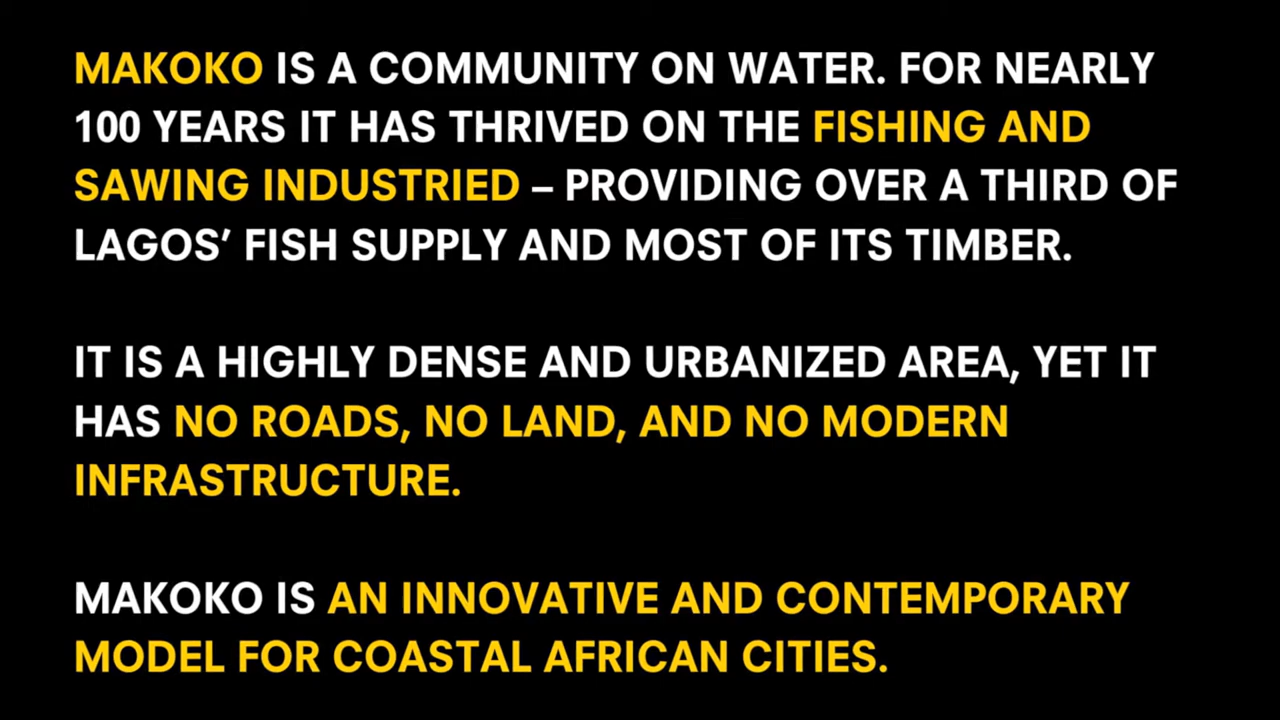 MAKOKO IS A COMMUNITY ON WATER. FOR NEARLY
100 YEARS IT HAS THRIVED ON THE FISHING AND
SAWING INDUSTRIED – PROVIDING OVER A THIRD OF
LAGOS’ FISH SUPPLY AND MOST OF ITS TIMBER.
IT IS A HIGHLY DENSE AND URBANIZED AREA, YET IT
HAS NO ROADS, NO LAND, AND NO MODERN
INFRASTRUCTURE.
MAKOKO IS AN INNOVATIVE AND CONTEMPORARY
MODEL FOR COASTAL AFRICAN CITIES.